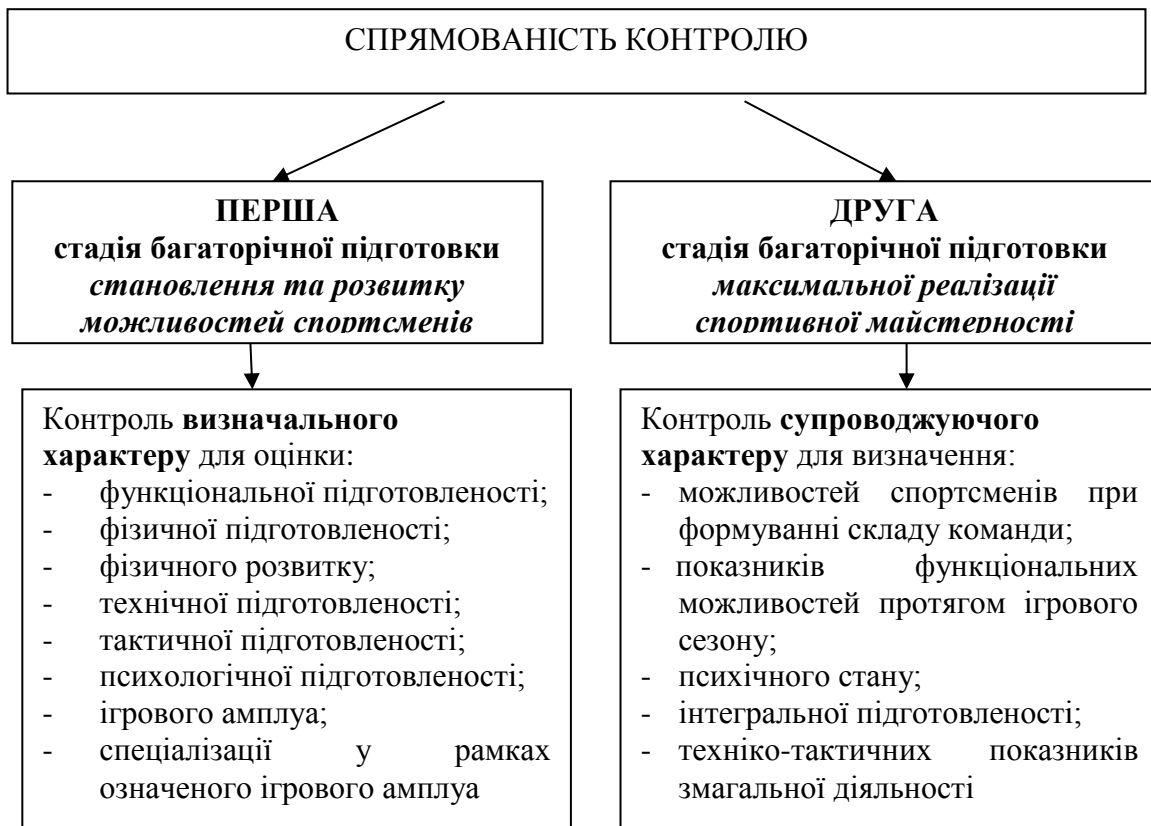 СПРЯМОВАНІСТЬ КОНТРОЛЮ
ПЕРША
стадія багаторічної підготовки
становлення та розвитку
можливостей спортсменів
ДРУГА
стадія багаторічної підготовки
максимальної реалізації
спортивної майстерності
Контроль визначального
характеру для оцінки:
- функціональної підготовленості;
- фізичної підготовленості;
- фізичного розвитку;
- технічної підготовленості;
- тактичної підготовленості;
- психологічної підготовленості;
- ігрового амплуа;
- спеціалізації у рамках
означеного ігрового амплуа
Контроль супроводжуючого
характеру для визначення:
- можливостей спортсменів при
формуванні складу команди;
- показників функціональних
можливостей протягом ігрового
сезону;
- психічного стану;
- інтегральної підготовленості;
- техніко-тактичних показників
змагальної діяльності